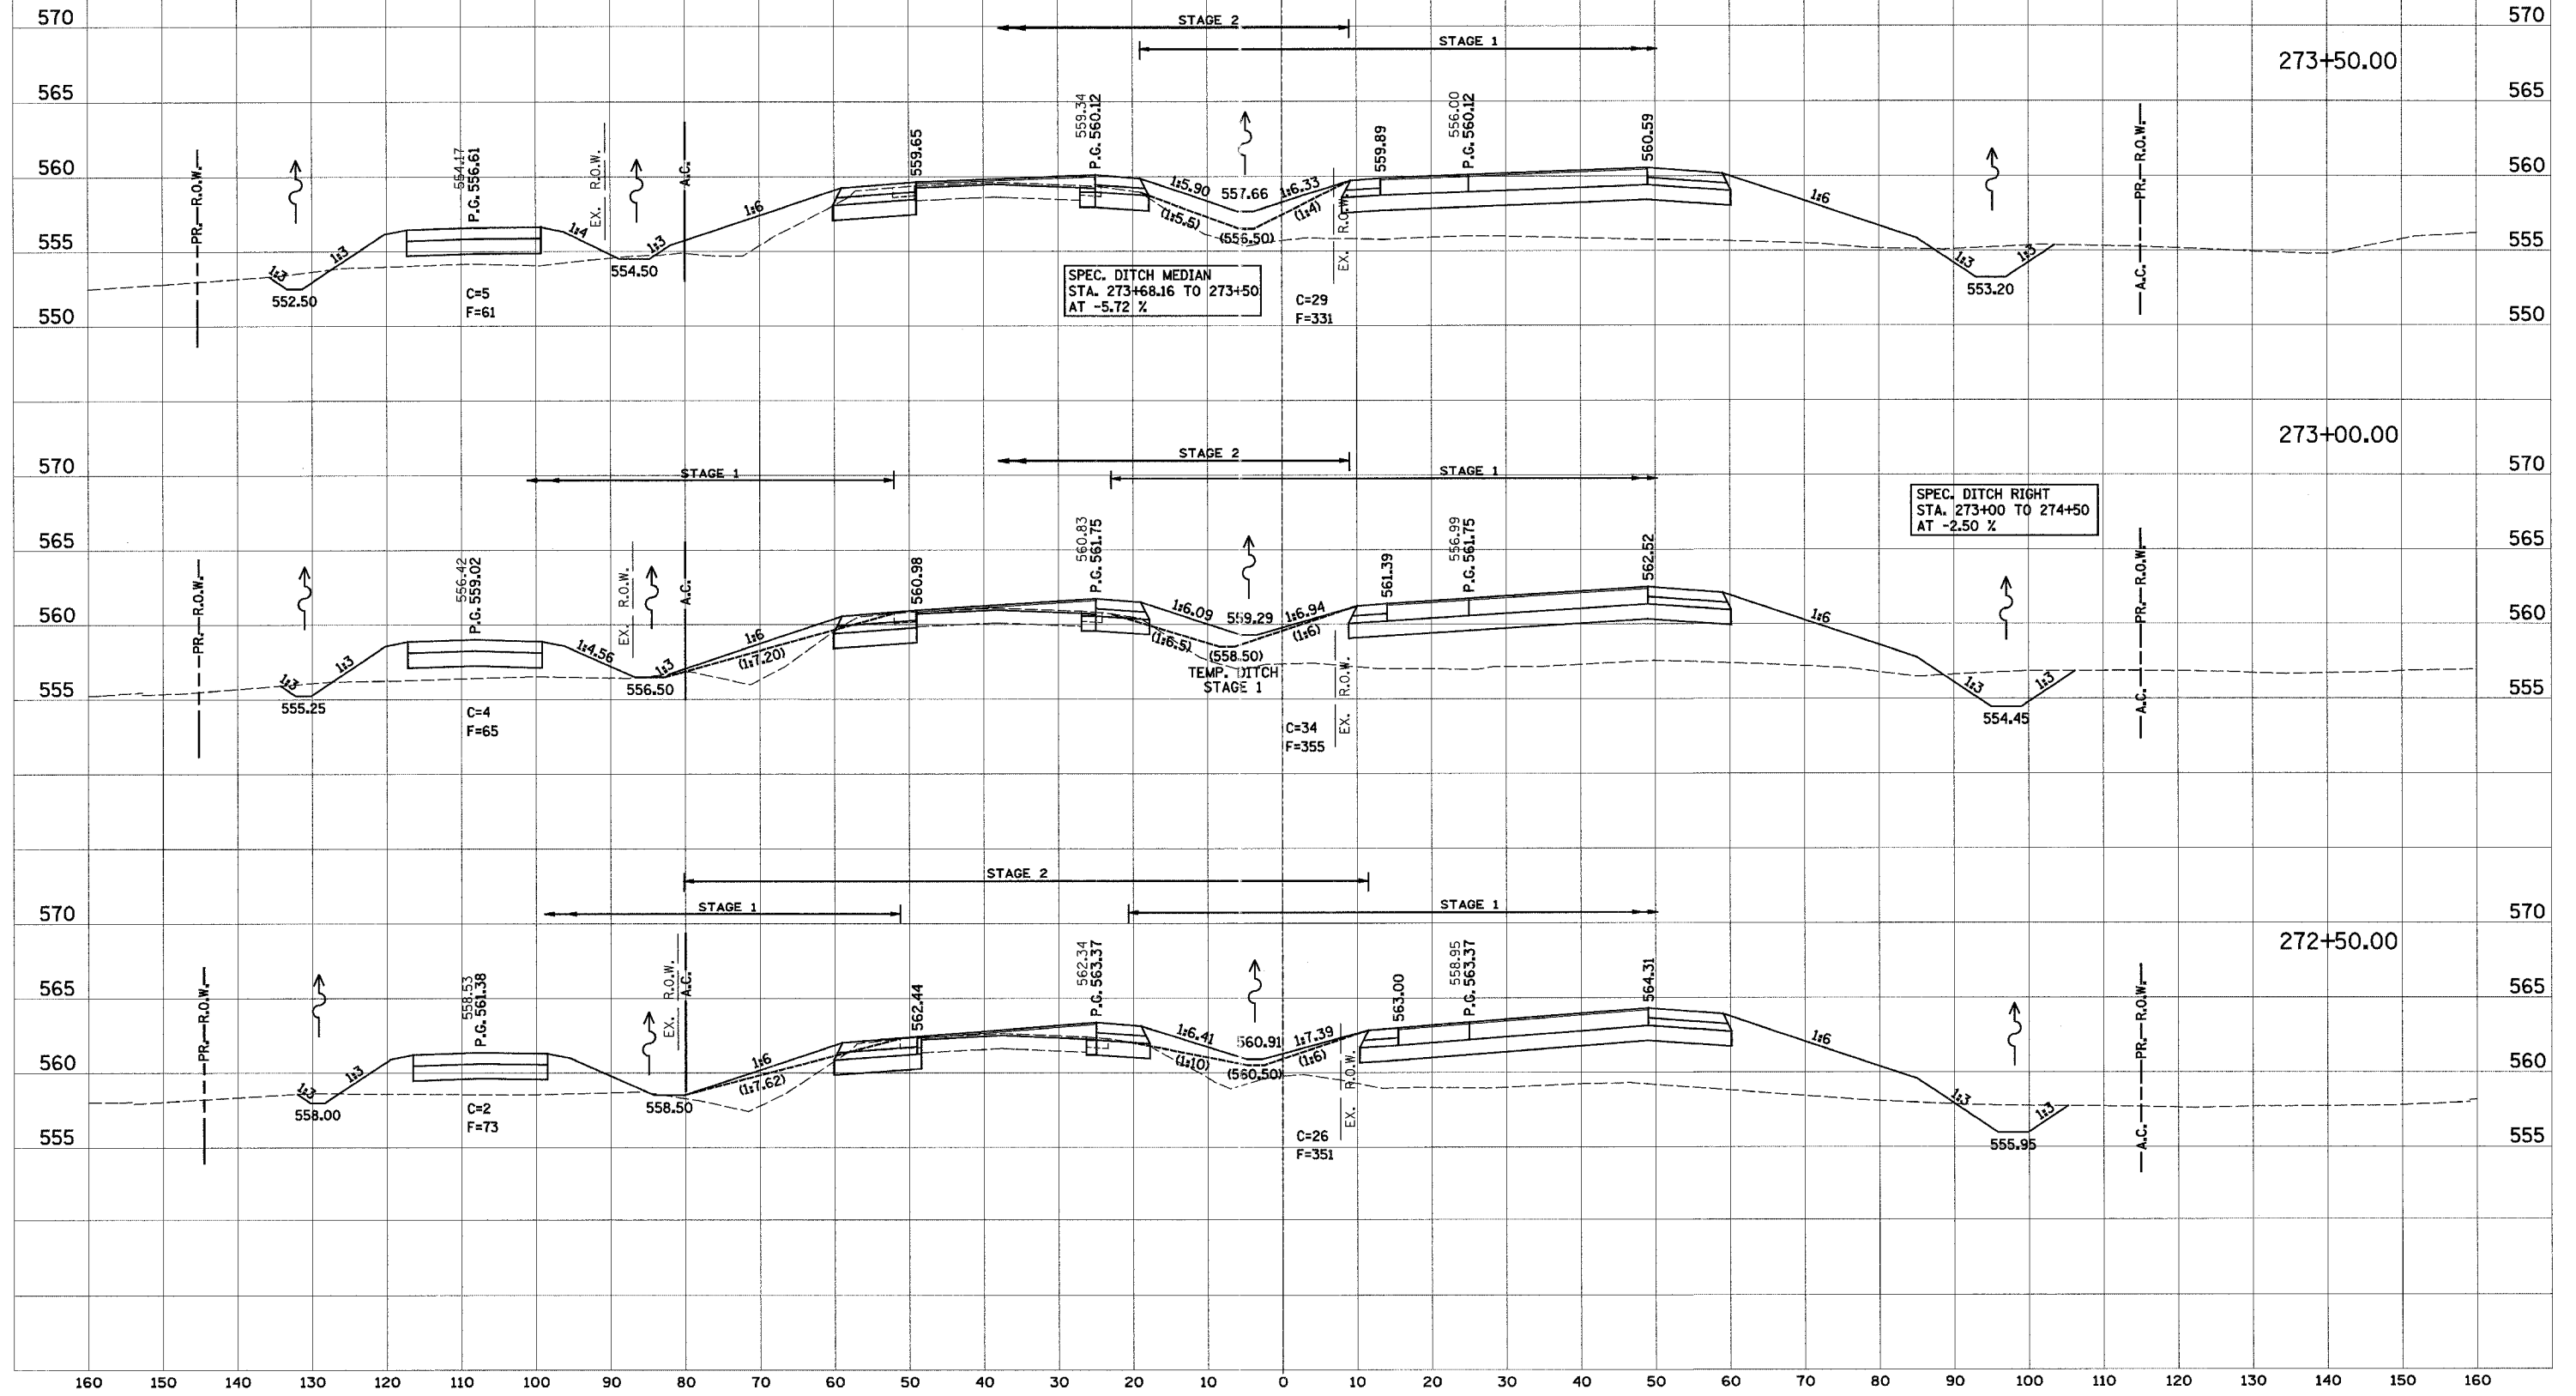 570
STAGE 2
570
STAGE 1
273+50.00
565
565
560
560
555
555
550
550
PR. R.O.W.
554.17
P.G. 556.61
EX. R.O.W.
A.C.
559.65
559.34
P.G. 560.12
559.89
556.00
P.G. 560.12
560.59
A.C. PR. R.O.W.
1:3
1:3
1:4
1:3
1:6
1:5.90
557.66
1:6.33
(1:5.5)
(1:4)
(556.50)
EX. R.O.W.
1:6
1:3
1:3
552.50
554.50
553.20
C=5
F=61
SPEC. DITCH MEDIAN
STA. 273+68.16 TO 273+50
AT -5.72 %
C=29
F=331
273+00.00
570
STAGE 1
STAGE 2
STAGE 1
570
SPEC. DITCH RIGHT
STA. 273+00 TO 274+50
AT -2.50 %
565
565
560
560
555
555
PR. R.O.W.
556.42
P.G. 559.02
EX. R.O.W.
A.C.
560.98
560.83
P.G. 561.75
561.39
556.99
P.G. 561.75
562.52
A.C. PR. R.O.W.
1:3
1:3
1:4.56
1:3
1:6
(1:7.20)
1:6.09
559.29
1:6.94
(1:6.5)
(1:6)
(558.50)
TEMP. DITCH
STAGE 1
EX. R.O.W.
1:6
1:3
1:3
555.25
556.50
554.45
C=4
F=65
C=34
F=355
STAGE 2
570
STAGE 1
STAGE 1
570
272+50.00
565
565
560
560
555
555
PR. R.O.W.
558.53
P.G. 561.38
EX. R.O.W.
A.C.
562.44
562.34
P.G. 563.37
563.00
558.95
P.G. 563.37
564.31
A.C. PR. R.O.W.
1:3
1:3
1:6
(1:7.62)
1:6.41
560.91
1:7.39
(1:10)
(1:6)
(560.50)
EX. R.O.W.
1:6
1:3
1:3
558.00
558.50
555.95
C=2
F=73
C=26
F=351
160 150 140 130 120 110 100 90 80 70 60 50 40 30 20 10 0 10 20 30 40 50 60 70 80 90 100 110 120 130 140 150 160